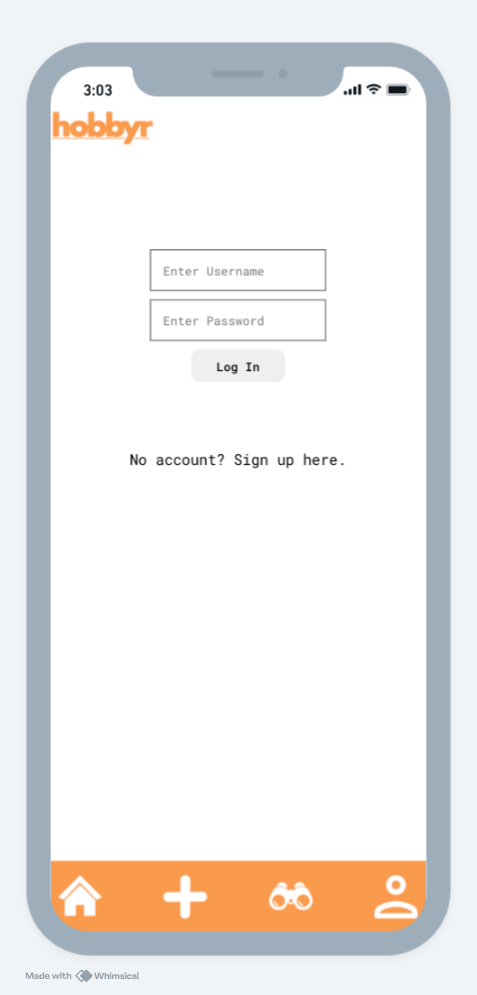 3:03
hobbyr
Enter Username
Enter Password
Log In
No account? Sign up here.
Made with Whimsical